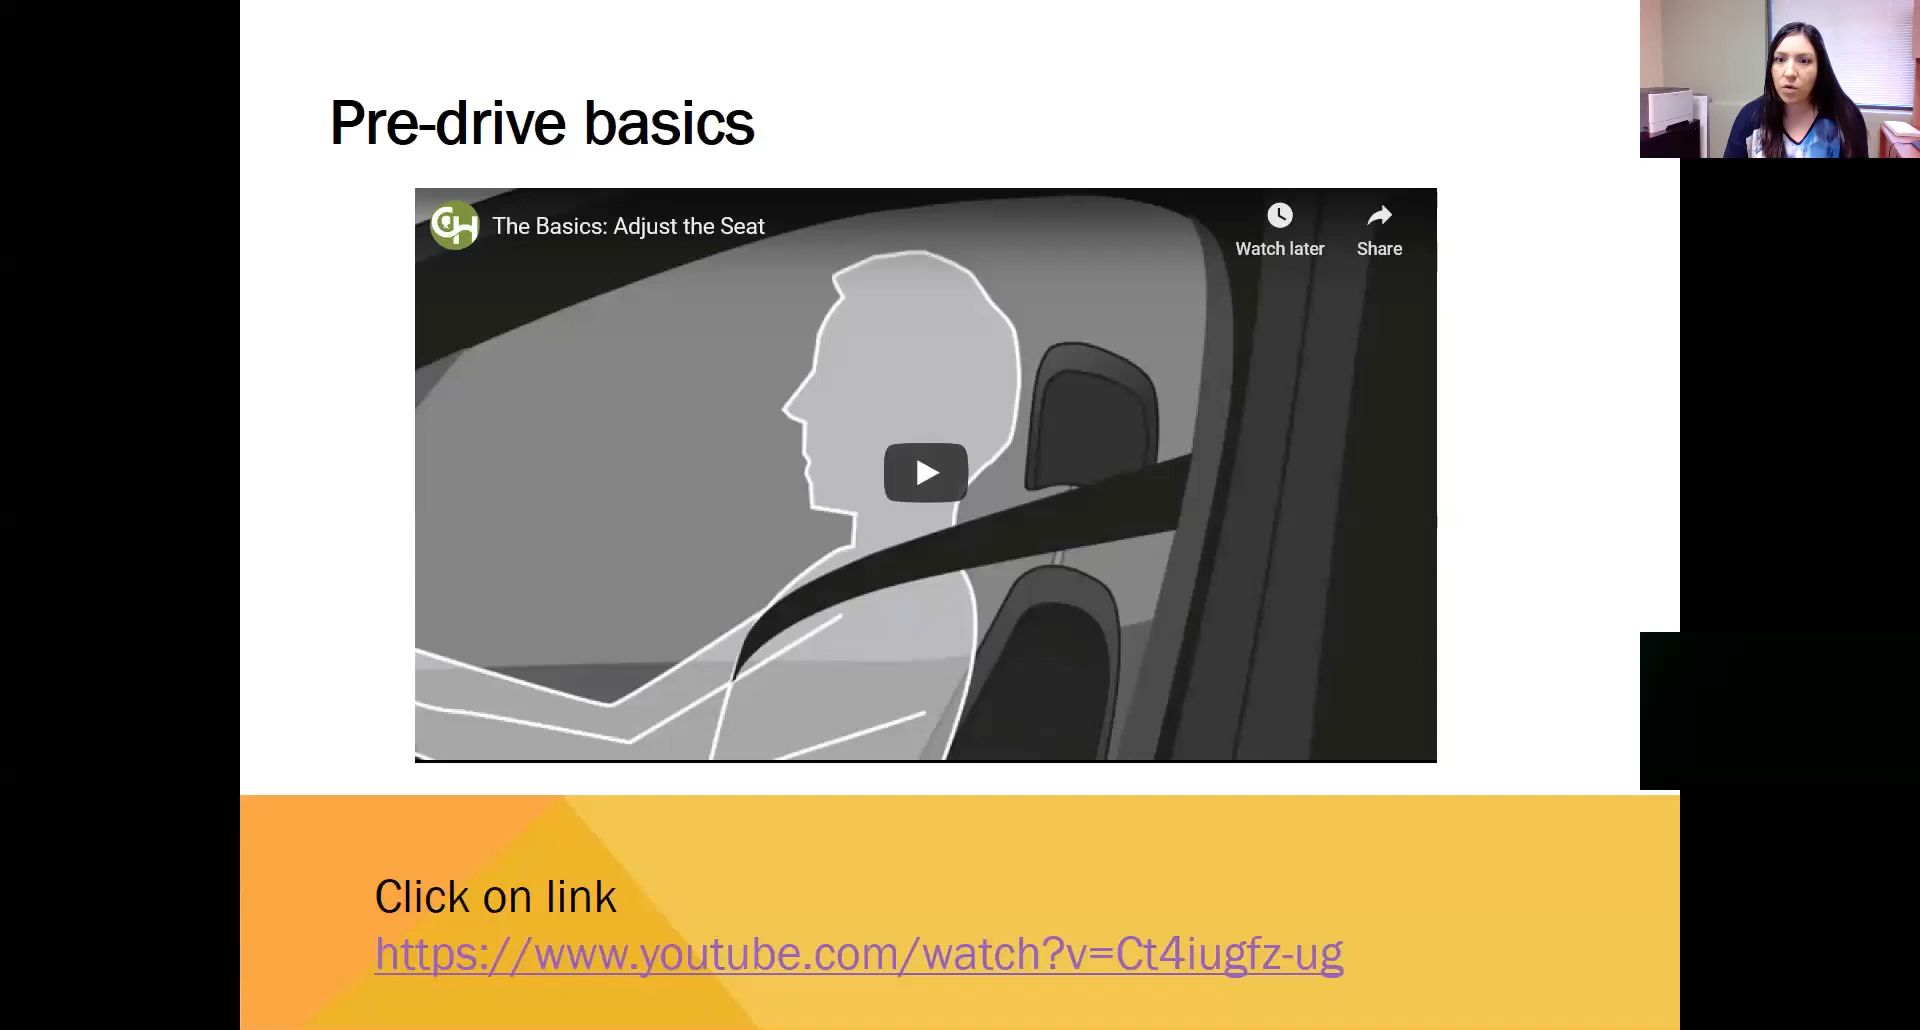 Pre-drive basics
GH
The Basics: Adjust the Seat
Watch later
Share
Click on link
https://www.youtube.com/watch?v=Ct4iugfz-ug